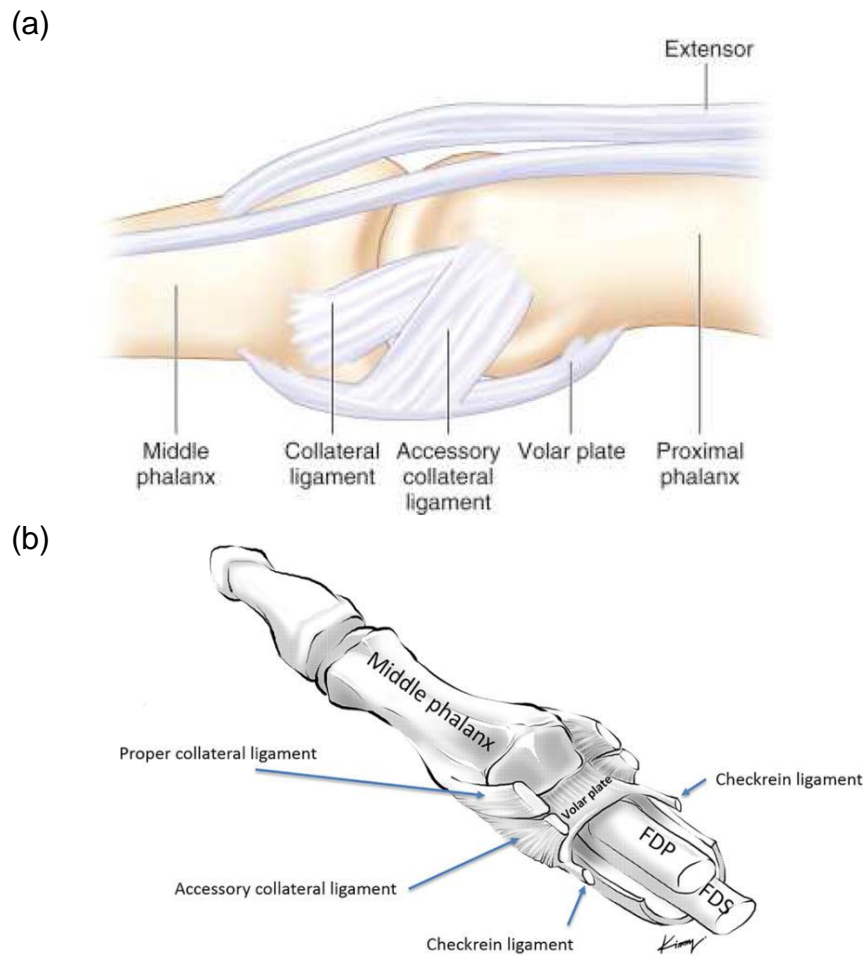 (a)
Extensor
Middle
phalanx
Collateral
ligament
Accessory
collateral
ligament
Volar plate
Proximal
phalanx
(b)
Middle phalanx
Proper collateral ligament
Checkrein ligament
Volar plate
FDP
FDS
Accessory collateral ligament
Checkrein ligament
Kimmy